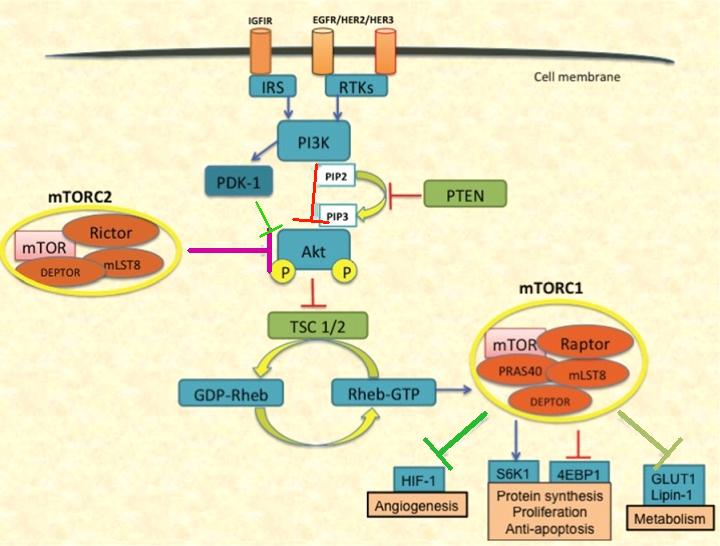 IGFIR
EGFR/HER2/HER3
IRS
RTKs
Cell membrane
PI3K
PIP2
PDK-1
PTEN
PIP3
mTORC2
Rictor
mTOR
mLST8
DEPTOR
Akt
P
P
TSC 1/2
mTORC1
mTOR
Raptor
PRAS40
mLST8
DEPTOR
GDP-Rheb
Rheb-GTP
HIF-1
Angiogenesis
S6K1
4EBP1
Protein synthesis
Proliferation
Anti-apoptosis
GLUT1
Lipin-1
Metabolism